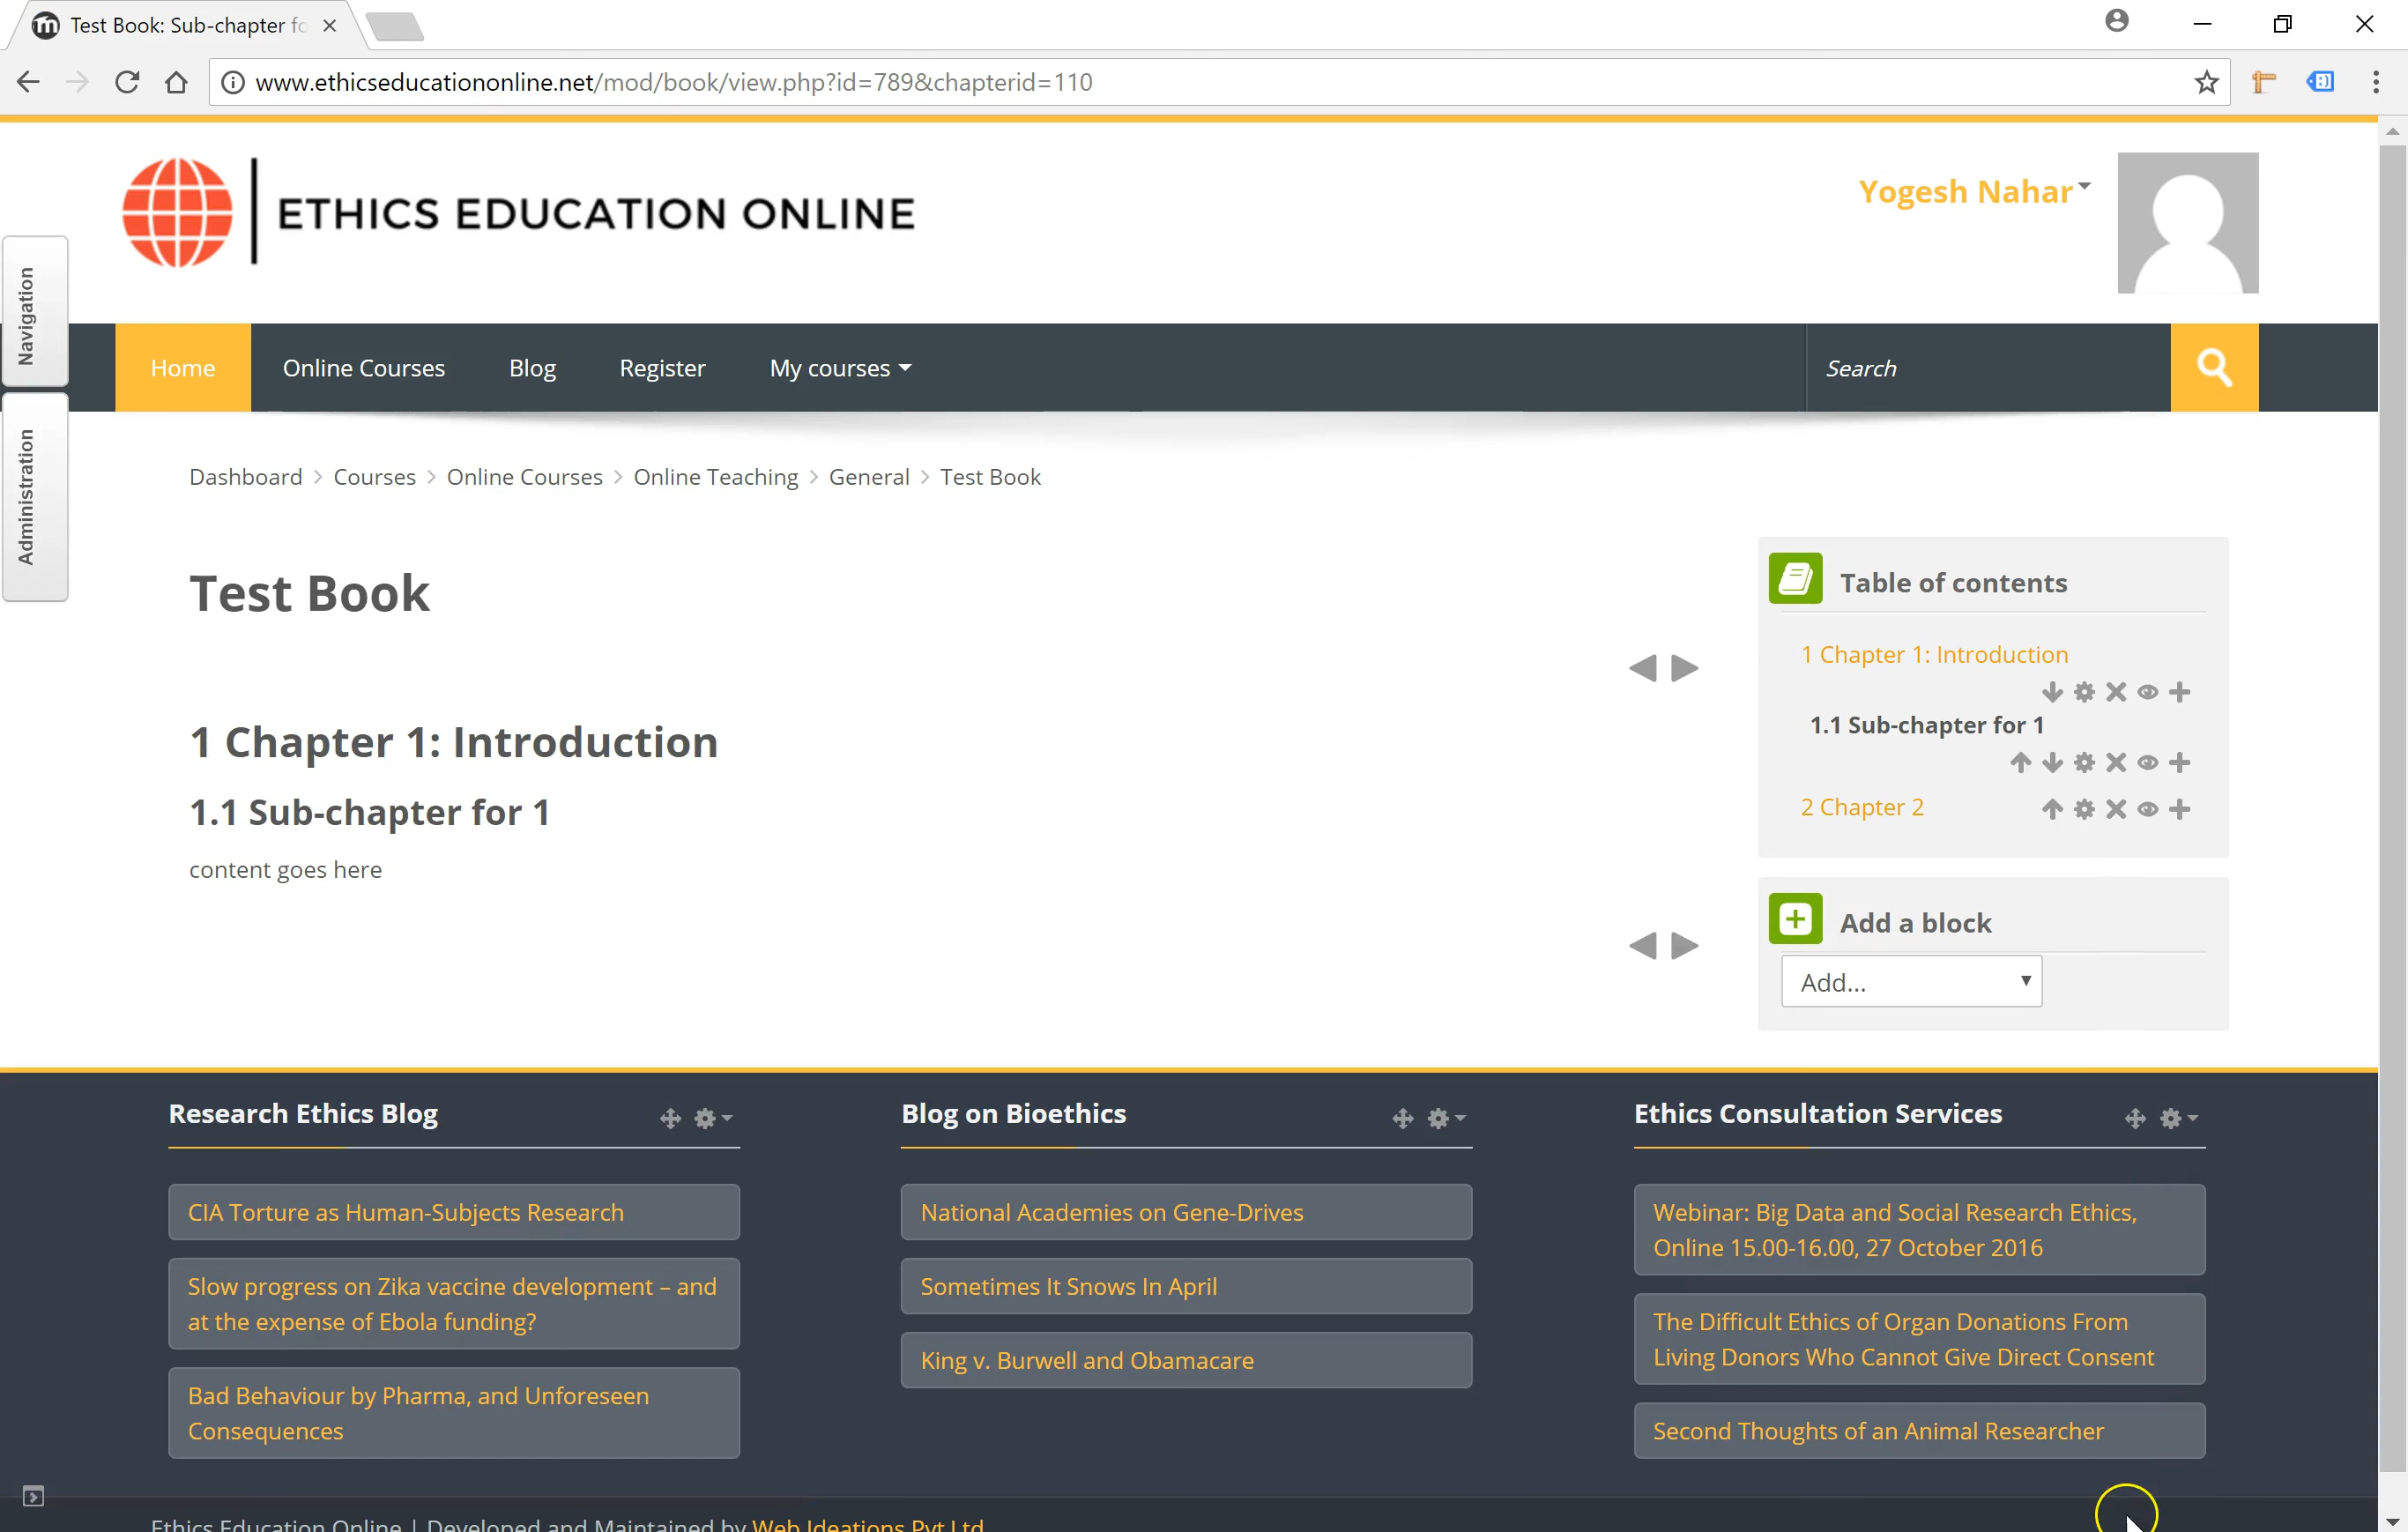 Test Book: Sub-chapter fo
www.ethicseducationonline.net/mod/book/view.php?id=789&chapterid=110
ETHICS EDUCATION ONLINE
Yogesh Nahar
Navigation
Administration
Home
Online Courses
Blog
Register
My courses
Search
Dashboard > Courses > Online Courses > Online Teaching > General > Test Book
Test Book
1 Chapter 1: Introduction
1.1 Sub-chapter for 1
content goes here
Table of contents
1 Chapter 1: Introduction
1.1 Sub-chapter for 1
2 Chapter 2
Add a block
Add...
Research Ethics Blog
CIA Torture as Human-Subjects Research
Slow progress on Zika vaccine development – and
at the expense of Ebola funding?
Bad Behaviour by Pharma, and Unforeseen
Consequences
Blog on Bioethics
National Academies on Gene-Drives
Sometimes It Snows In April
King v. Burwell and Obamacare
Ethics Consultation Services
Webinar: Big Data and Social Research Ethics,
Online 15.00-16.00, 27 October 2016
The Difficult Ethics of Organ Donations From
Living Donors Who Cannot Give Direct Consent
Second Thoughts of an Animal Researcher
Ethics Education Online | Developed and Maintained by Web Ideations Pvt Ltd